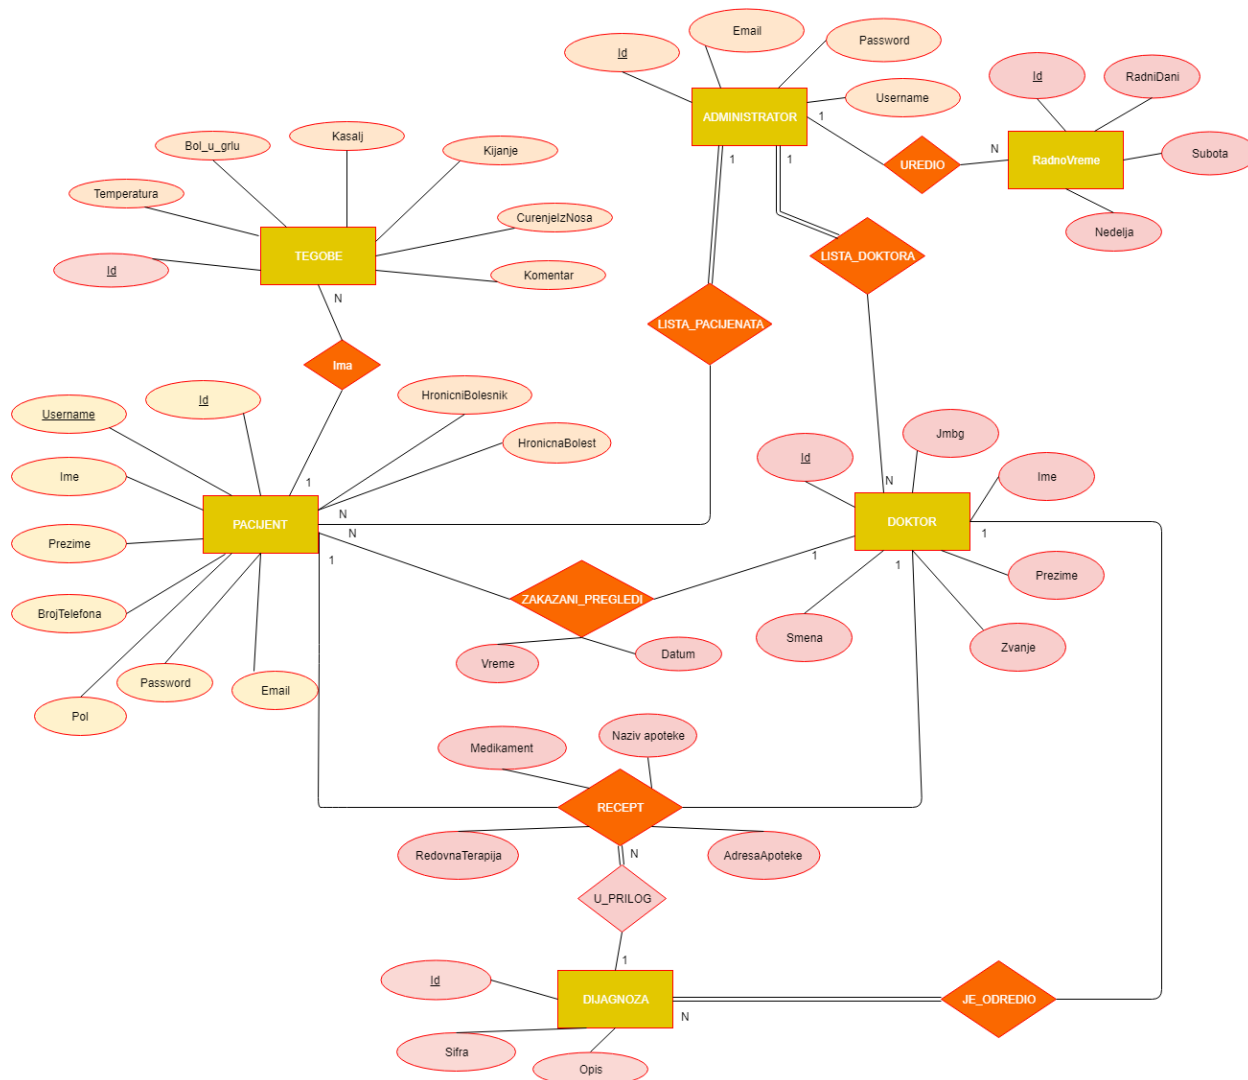 Email
Password
Id
Username
ADMINISTRATOR
1
1
1
UREDIO
N
Id
RadniDani
RadnoVreme
Subota
Nedelja
Kasalj
Bol_u_grlu
Kijanje
Temperatura
CurenjeIzNosa
TEGOBE
Id
Komentar
N
LISTA_DOKTORA
LISTA_PACIJENATA
Ima
HronicniBolesnik
Id
Username
HronicnaBolest
Ime
1
PACIJENT
N
N
1
Prezime
BrojTelefona
Password
Email
Pol
Jmbg
Id
Ime
N
DOKTOR
1
1
1
Prezime
Smena
Zvanje
ZAKAZANI_PREGLEDI
Vreme
Datum
Naziv apoteke
Medikament
RECEPT
RedovnaTerapija
AdresaApoteke
N
U_PRILOG
1
Id
DIJAGNOZA
N
JE_ODREDIO
Sifra
Opis